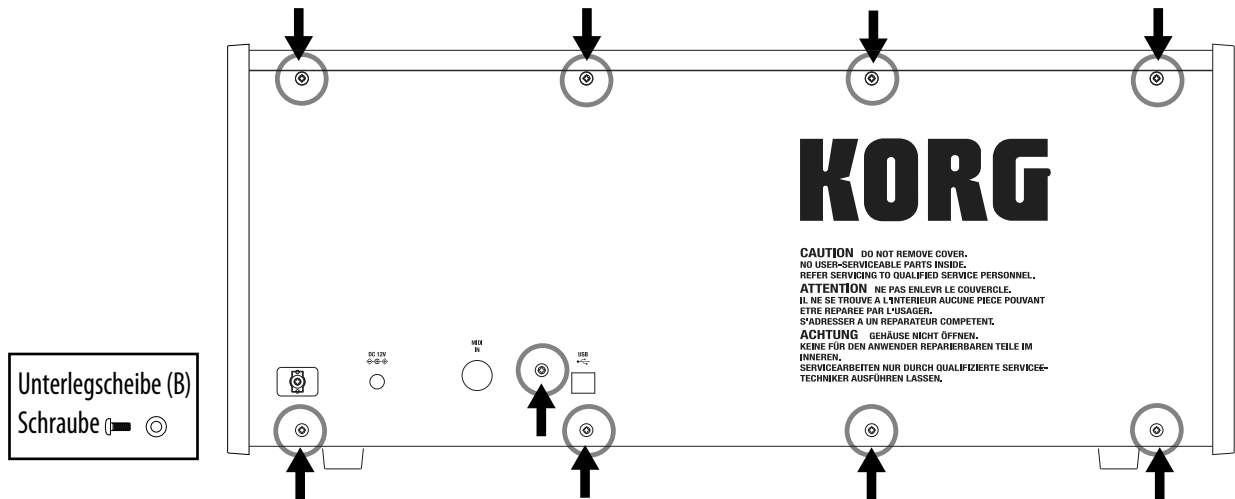 KORG
CAUTION DO NOT REMOVE COVER.
NO USER-SERVICEABLE PARTS INSIDE.
REFER SERVICING TO QUALIFIED SERVICE PERSONNEL.
ATTENTION NE PAS ENLEVR LE COUVERCLE.
IL NE SE TROUVE A L'INTERIEUR AUCUNE PIECE POUVANT
ETRE REPAREE PAR L'USAGER.
S'ADRESSER A UN REPARATEUR COMPETENT.
ACHTUNG GEHÄUSE NICHT ÖFFNEN.
KEINE FÜR DEN ANWENDER REPARIERBAREN TEILE IM
INNEREN.
SERVICEARBEITEN NUR DURCH QUALIFIZIERTE SERVICE-
TECHNIKER AUSFÜHREN LASSEN.
DC 12V
MIDI
IN
USB
Unterlegscheibe (B)
Schraube